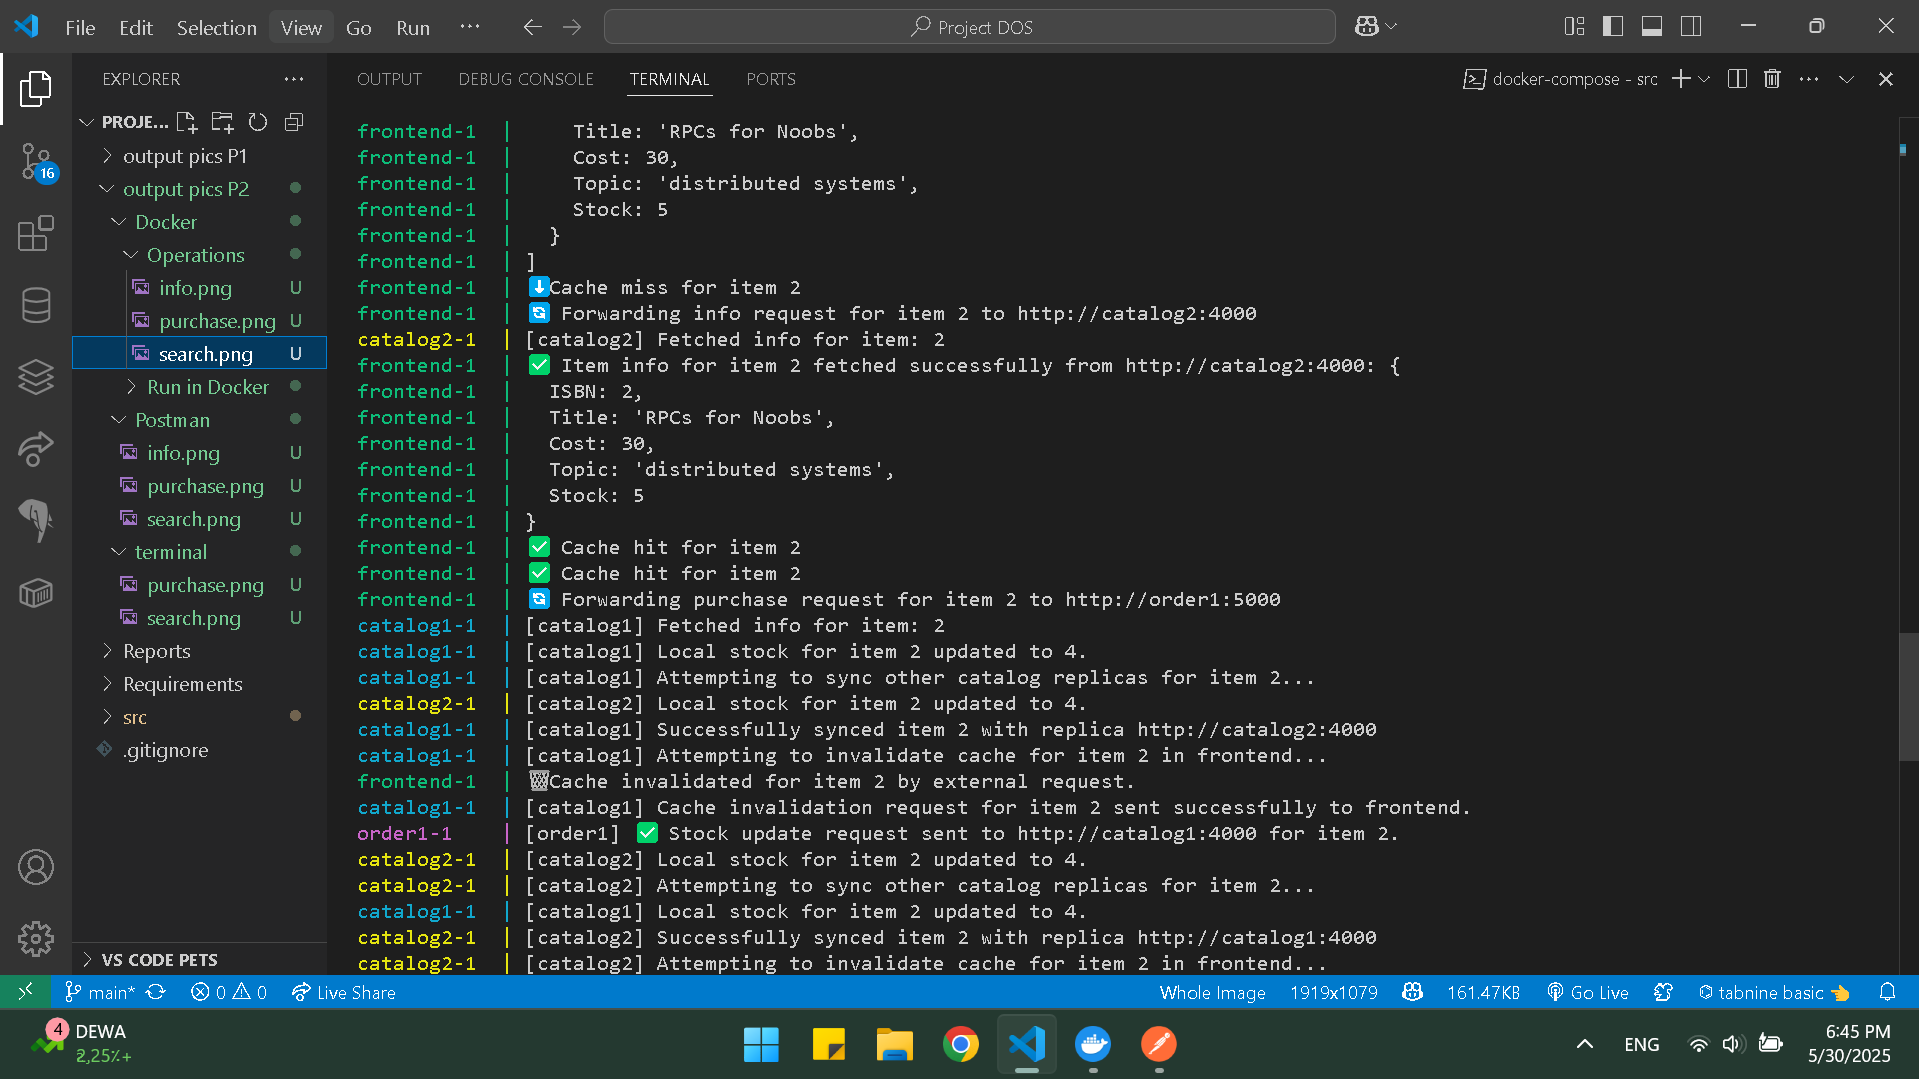 File Edit Selection View Go Run ··· Project DOS
EXPLORER
OUTPUT DEBUG CONSOLE TERMINAL PORTS docker-compose - src
PROJE...
output pics P1
output pics P2
Docker
Operations
info.png U
purchase.png U
search.png U
Run in Docker
Postman
info.png U
purchase.png U
search.png U
terminal
purchase.png U
search.png U
Reports
Requirements
src
.gitignore
VS CODE PETS
16
frontend-1 | Title: 'RPCs for Noobs',
frontend-1 | Cost: 30,
frontend-1 | Topic: 'distributed systems',
frontend-1 | Stock: 5
frontend-1 | }
frontend-1 | ]
frontend-1 | ⬇️Cache miss for item 2
frontend-1 | 🔄 Forwarding info request for item 2 to http://catalog2:4000
catalog2-1 | [catalog2] Fetched info for item: 2
frontend-1 | ✅ Item info for item 2 fetched successfully from http://catalog2:4000: {
frontend-1 | ISBN: 2,
frontend-1 | Title: 'RPCs for Noobs',
frontend-1 | Cost: 30,
frontend-1 | Topic: 'distributed systems',
frontend-1 | Stock: 5
frontend-1 | }
frontend-1 | ✅ Cache hit for item 2
frontend-1 | ✅ Cache hit for item 2
frontend-1 | 🔄 Forwarding purchase request for item 2 to http://order1:5000
catalog1-1 | [catalog1] Fetched info for item: 2
catalog1-1 | [catalog1] Local stock for item 2 updated to 4.
catalog1-1 | [catalog1] Attempting to sync other catalog replicas for item 2...
catalog2-1 | [catalog2] Local stock for item 2 updated to 4.
catalog1-1 | [catalog1] Successfully synced item 2 with replica http://catalog2:4000
catalog1-1 | [catalog1] Attempting to invalidate cache for item 2 in frontend...
frontend-1 | 🗑️Cache invalidated for item 2 by external request.
catalog1-1 | [catalog1] Cache invalidation request for item 2 sent successfully to frontend.
order1-1 | [order1] ✅ Stock update request sent to http://catalog1:4000 for item 2.
catalog2-1 | [catalog2] Local stock for item 2 updated to 4.
catalog2-1 | [catalog2] Attempting to sync other catalog replicas for item 2...
catalog1-1 | [catalog1] Local stock for item 2 updated to 4.
catalog2-1 | [catalog2] Successfully synced item 2 with replica http://catalog1:4000
catalog2-1 | [catalog2] Attempting to invalidate cache for item 2 in frontend...
main* 0 0 Live Share Whole Image 1919x1079 161.47KB Go Live tabnine basic 👈
4 DEWA
2,25%+
ENG
6:45 PM
5/30/2025